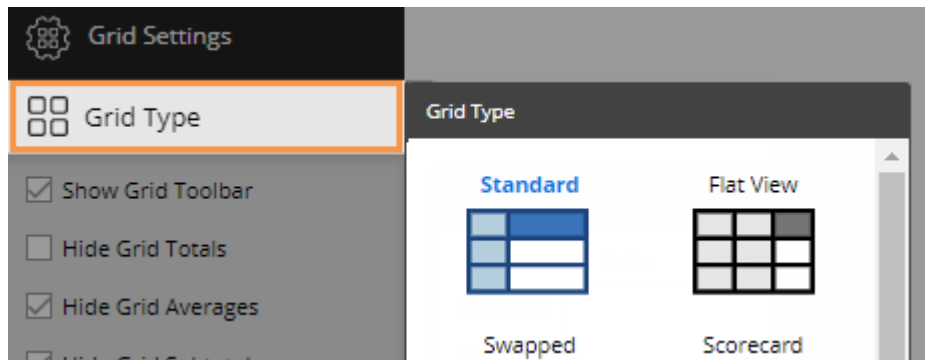 Grid Settings
Grid Type
Grid Type
Standard
Flat View
Show Grid Toolbar
Hide Grid Totals
Hide Grid Averages
Swapped
Scorecard